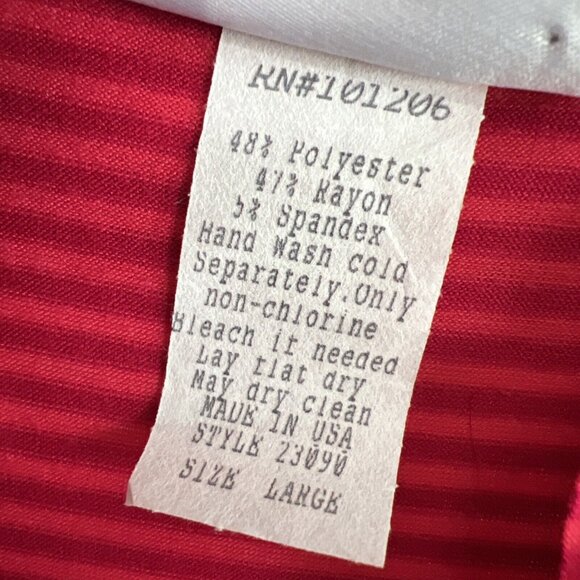 RN#101206
48% Polyester
47% Rayon
5% Spandex
Hand Wash cold
Separately.Only
non-chlorine
Bleach if needed
Lay flat dry
May dry clean
MADE IN USA
STYLE 23090
SIZE LARGE